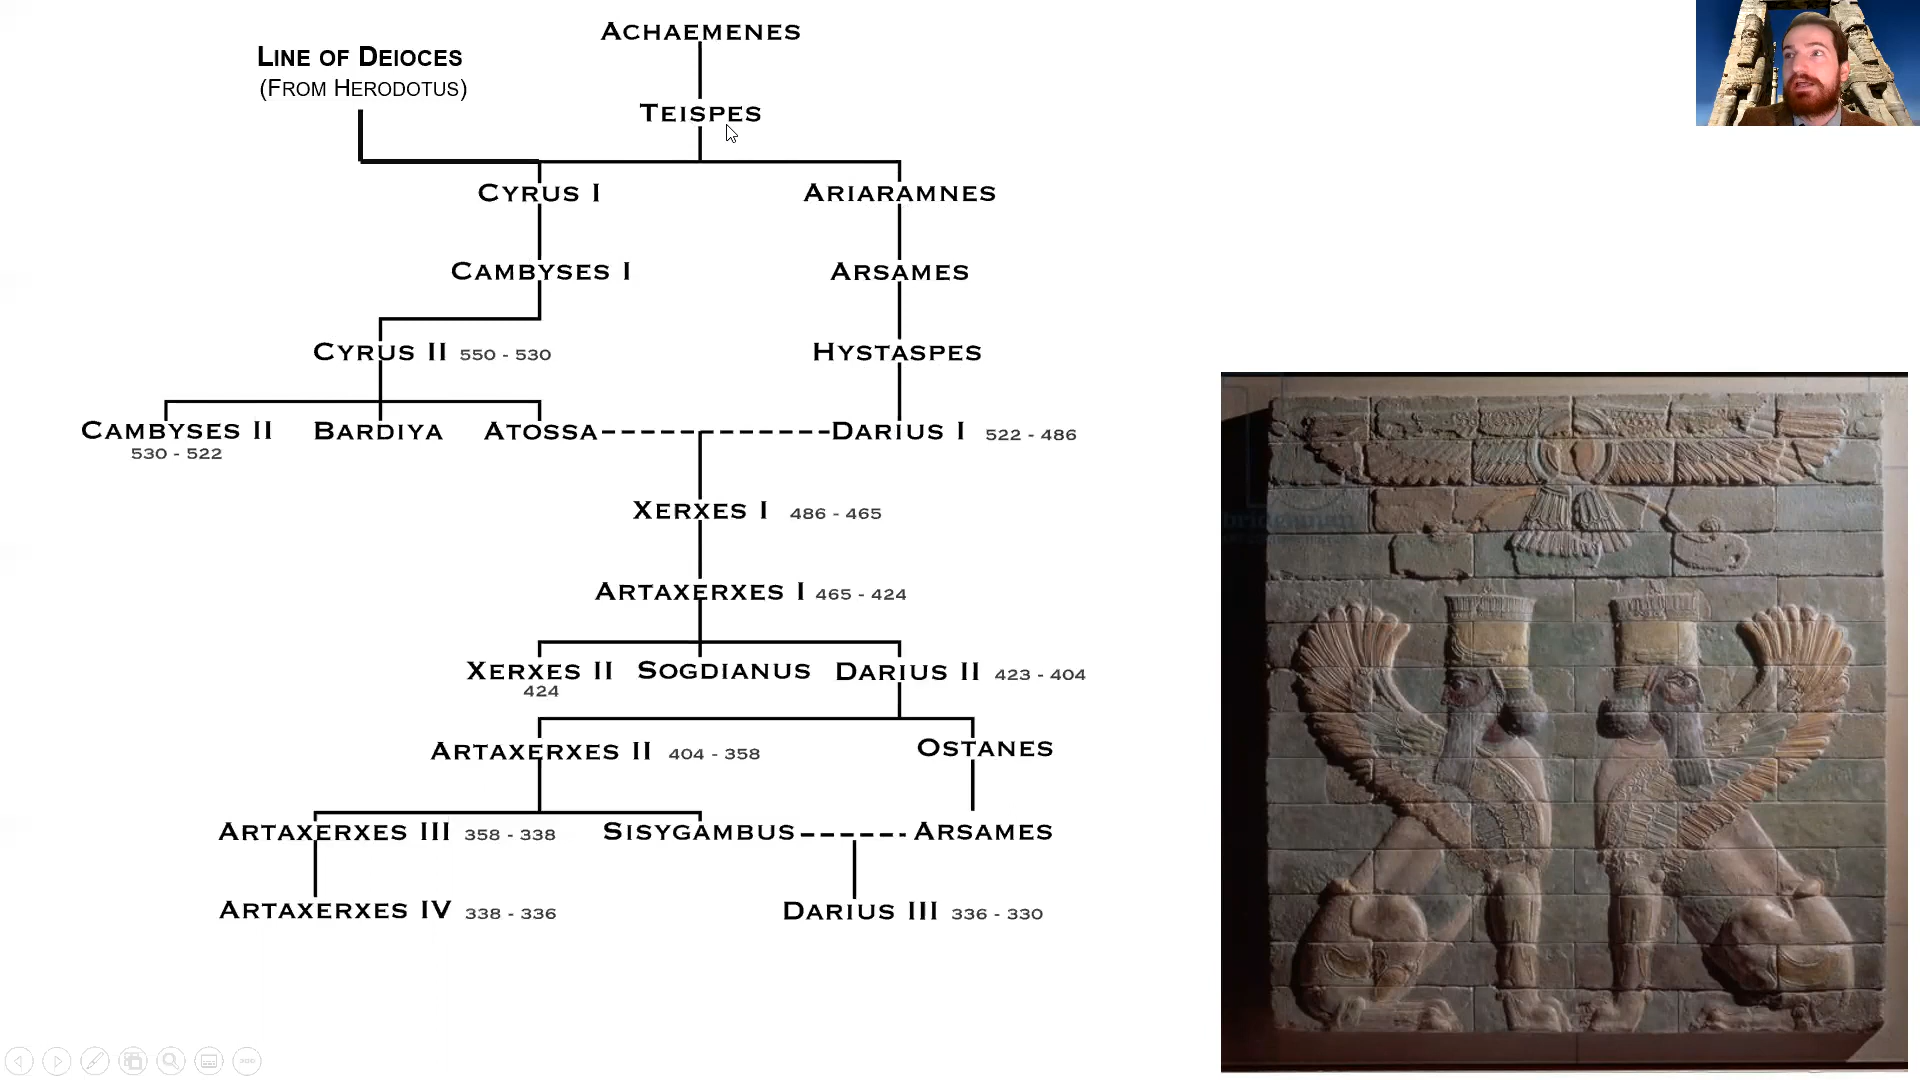 ACHAEMENES
LINE OF DEIOCES
(FROM HERODOTUS)
TEISPES
CYRUS I
ARIARAMNES
CAMBYSES I
ARSAMES
CYRUS II 550 - 530
HYSTASPES
CAMBYSES II
530 - 522
BARDIYA
ATOSSA
DARIUS I 522 - 486
XERXES I 486 - 465
ARTAXERXES I 465 - 424
XERXES II
424
SOGDIANUS
DARIUS II 423 - 404
ARTAXERXES II 404 - 358
OSTANES
ARTAXERXES III 358 - 338
SISYGAMBUS
ARSAMES
ARTAXERXES IV 338 - 336
DARIUS III 336 - 330
bridgeman